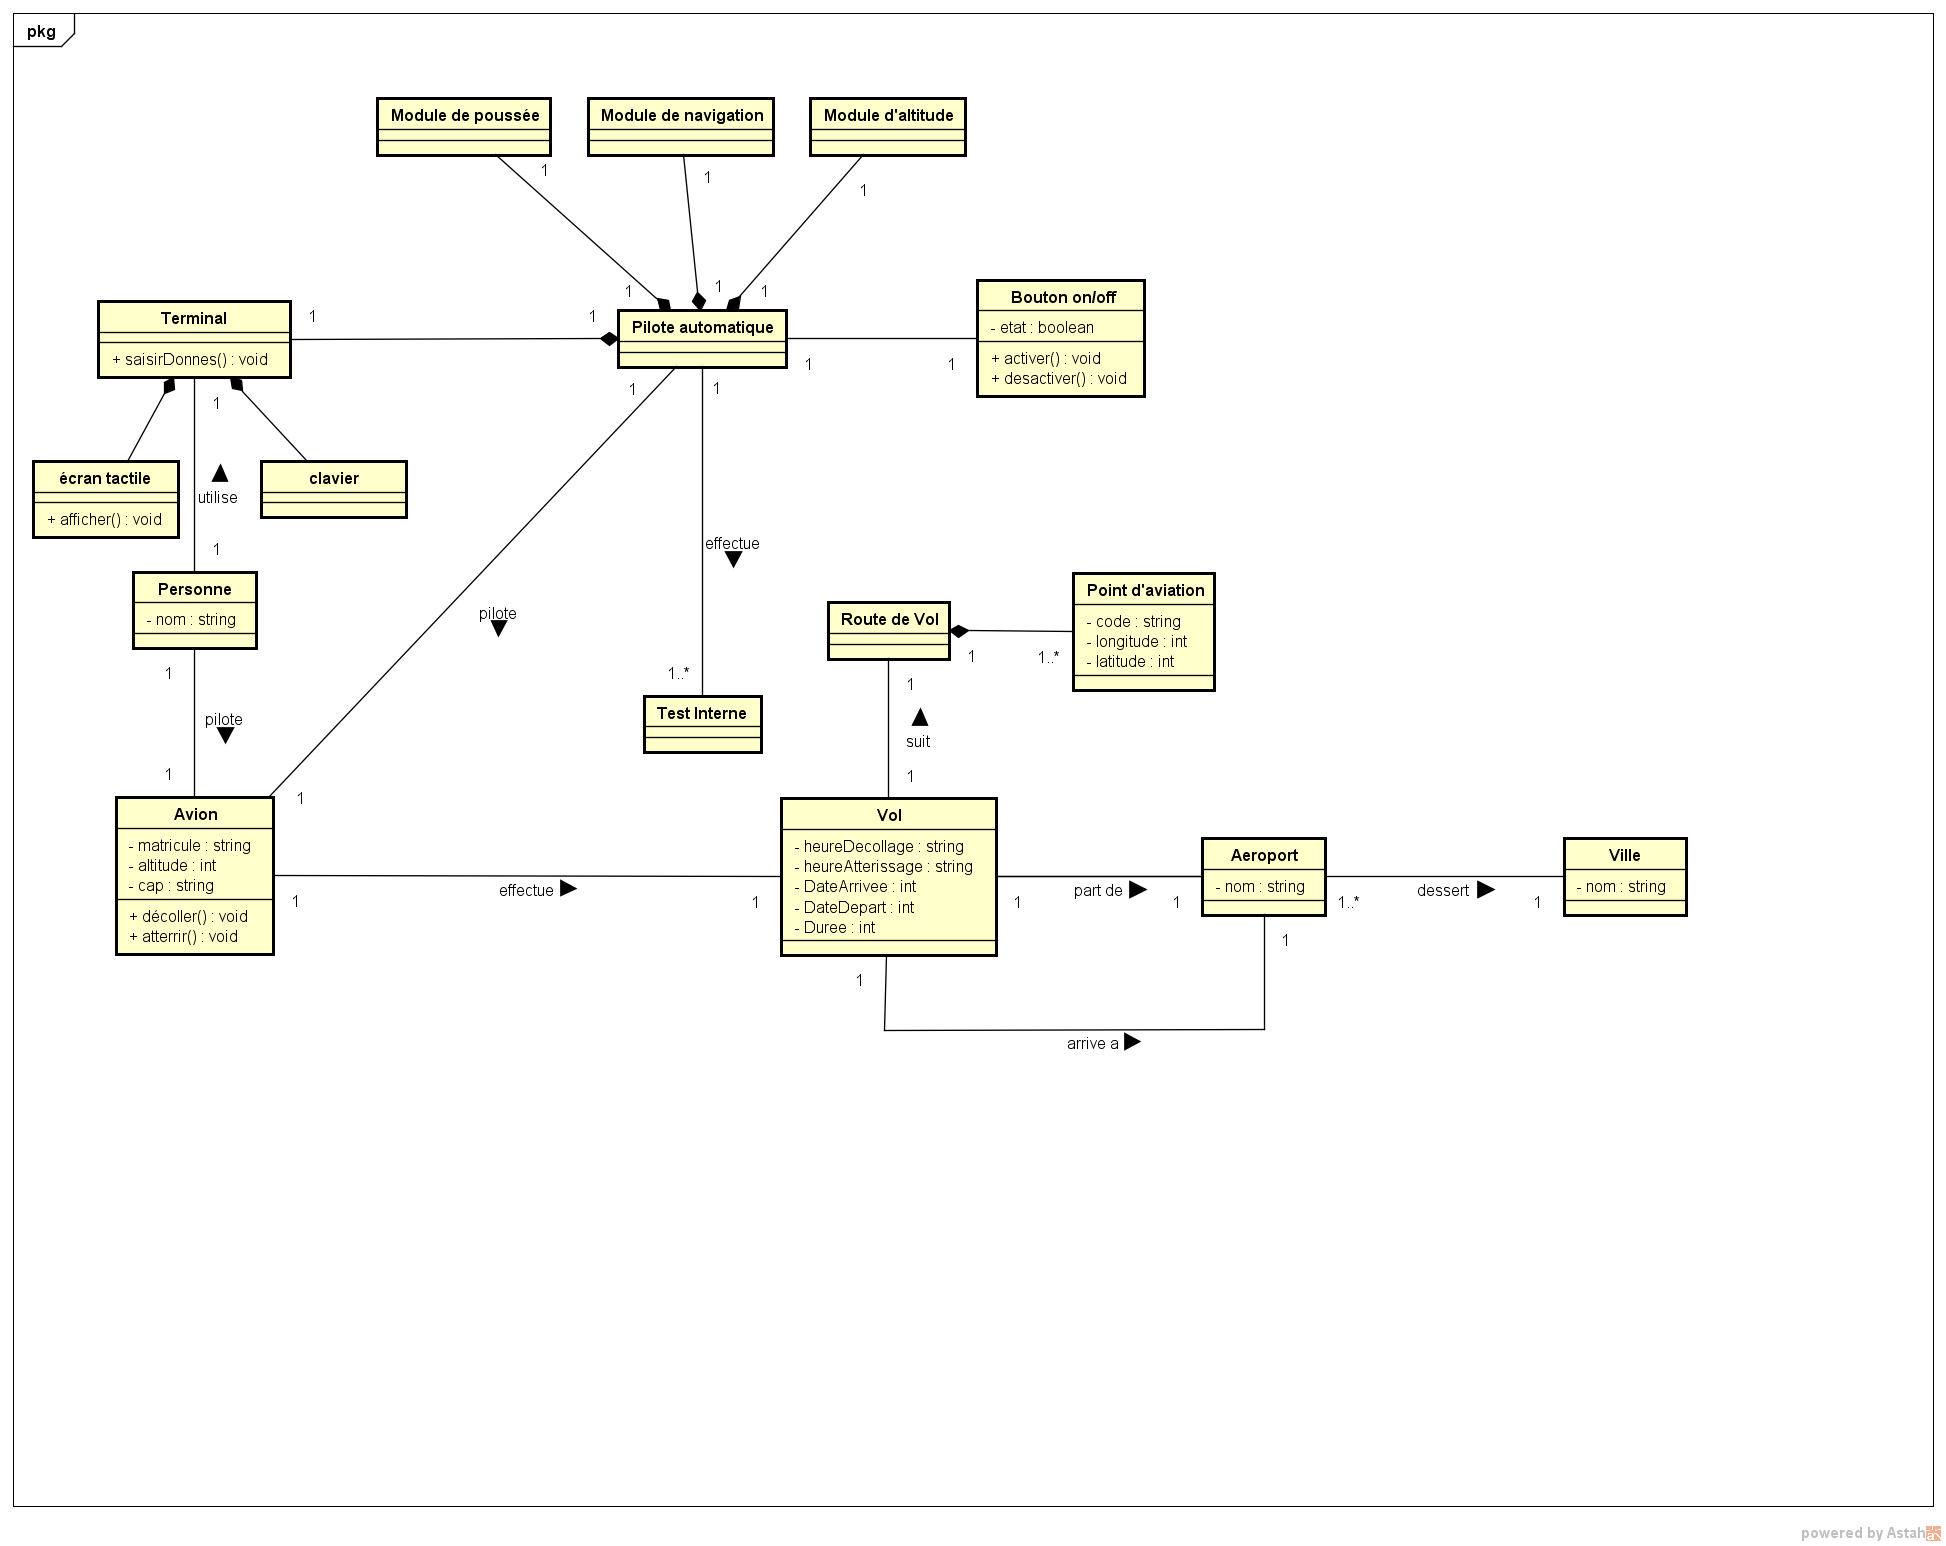 pkg
Module de poussée
Module de navigation
Module d'altitude
1
1
1
1
1
1
Terminal
+ saisirDonnes() : void
1
1
Pilote automatique
1
1
Bouton on/off
- etat : boolean
+ activer() : void
+ desactiver() : void
1
1
1
écran tactile
+ afficher() : void
utilise
clavier
1
effectue
pilote
Personne
- nom : string
1
pilote
1
1..*
Test Interne
Route de Vol
1
1..*
Point d'aviation
- code : string
- longitude : int
- latitude : int
1
suit
1
1
Avion
- matricule : string
- altitude : int
- cap : string
+ décoller() : void
+ atterrir() : void
1
effectue
1
Vol
- heureDecollage : string
- heureAtterissage : string
- DateArrivee : int
- DateDepart : int
- Duree : int
1
part de
1
Aeroport
- nom : string
1..*
dessert
1
Ville
- nom : string
1
1
arrive a
powered by Astah